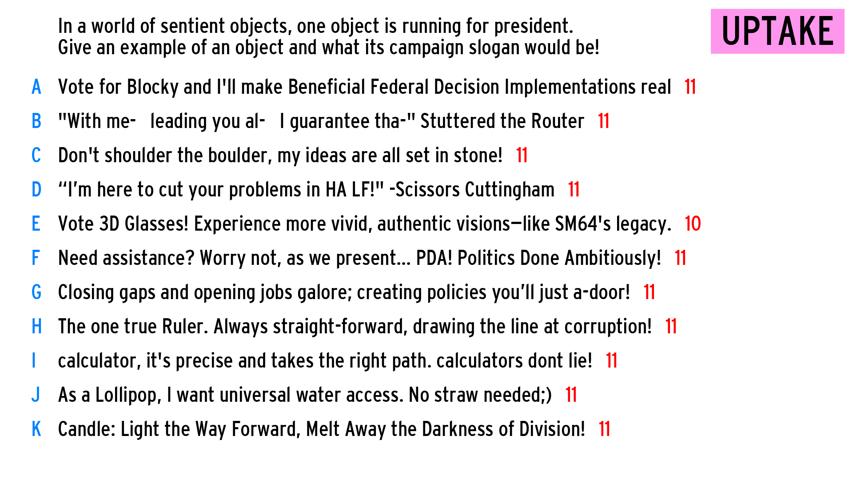 In a world of sentient objects, one object is running for president.
Give an example of an object and what its campaign slogan would be!
UPTAKE
A Vote for Blocky and I'll make Beneficial Federal Decision Implementations real 11
B "With me- leading you al- I guarantee tha-" Stuttered the Router 11
C Don't shoulder the boulder, my ideas are all set in stone! 11
D “I’m here to cut your problems in HA LF!" -Scissors Cuttingham 11
E Vote 3D Glasses! Experience more vivid, authentic visions—like SM64's legacy. 10
F Need assistance? Worry not, as we present... PDA! Politics Done Ambitiously! 11
G Closing gaps and opening jobs galore; creating policies you’ll just a-door! 11
H The one true Ruler. Always straight-forward, drawing the line at corruption! 11
I calculator, it's precise and takes the right path. calculators dont lie! 11
J As a Lollipop, I want universal water access. No straw needed;) 11
K Candle: Light the Way Forward, Melt Away the Darkness of Division! 11